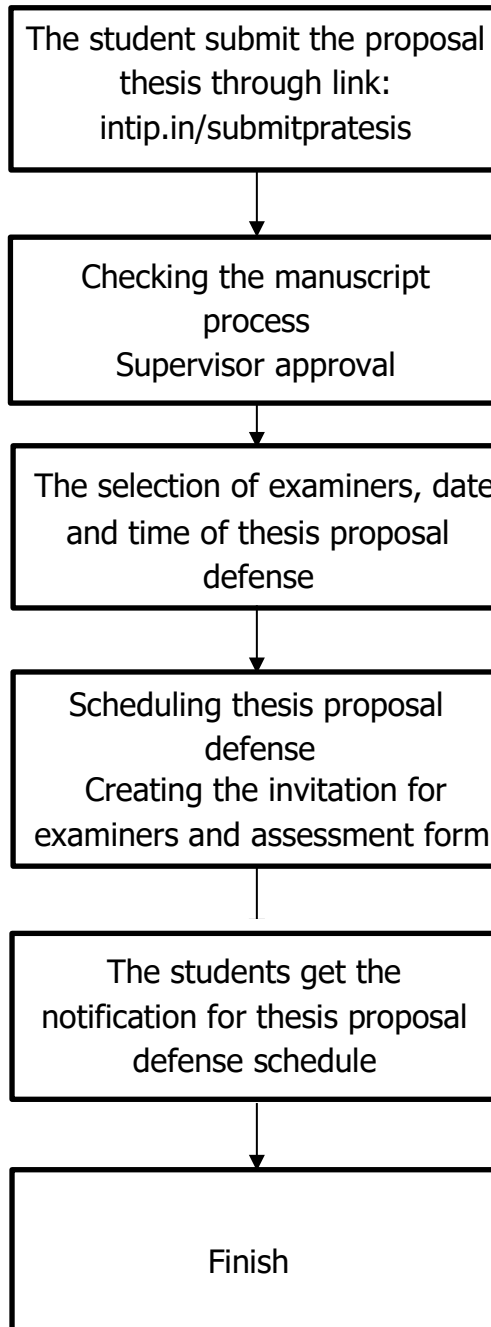 The student submit the proposal
thesis through link:
intip.in/submitpratesis
Checking the manuscript
process
Supervisor approval
The selection of examiners, date
and time of thesis proposal
defense
Scheduling thesis proposal
defense
Creating the invitation for
examiners and assessment form
The students get the
notification for thesis proposal
defense schedule
Finish